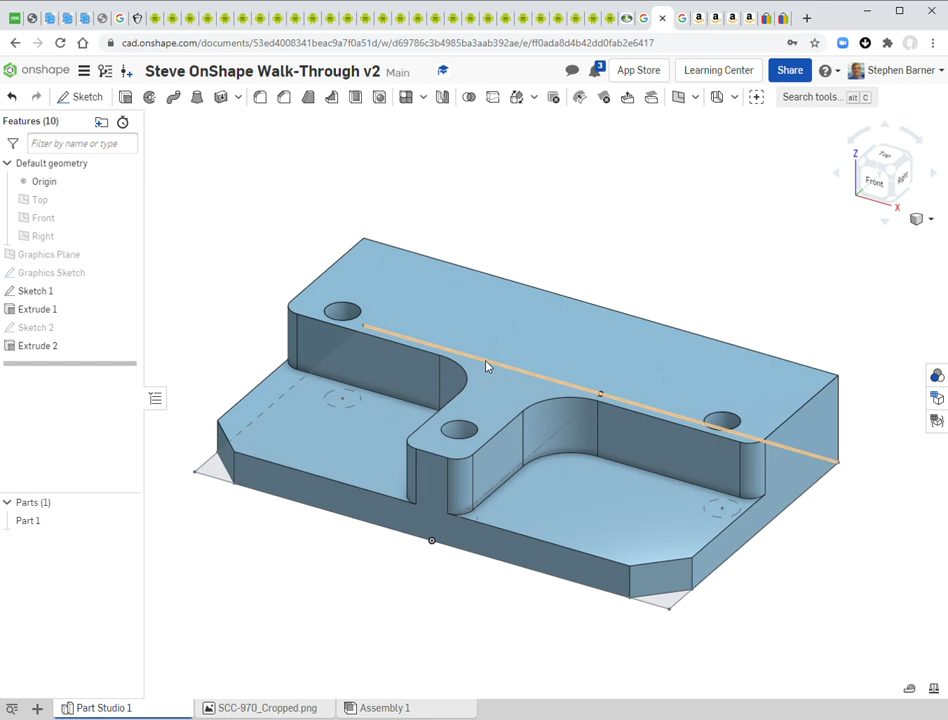 cad.onshape.com/documents/53ed4008341beac9a7f0a51d/w/d69786c3b4985ba3aab392ae/e/ff0ada8d4b42dd0fab2e6417
onshape
Steve OnShape Walk-Through v2 Main
3
App Store
Learning Center
Share
Stephen Barner
Sketch
Search tools... alt C
Features (10)
Filter by name or type
Default geometry
Origin
Top
Front
Right
Graphics Plane
Graphics Sketch
Sketch 1
Extrude 1
Sketch 2
Extrude 2
Parts (1)
Part 1
Z
Top
Front
Right
X
Part Studio 1
SCC-970_Cropped.png
Assembly 1